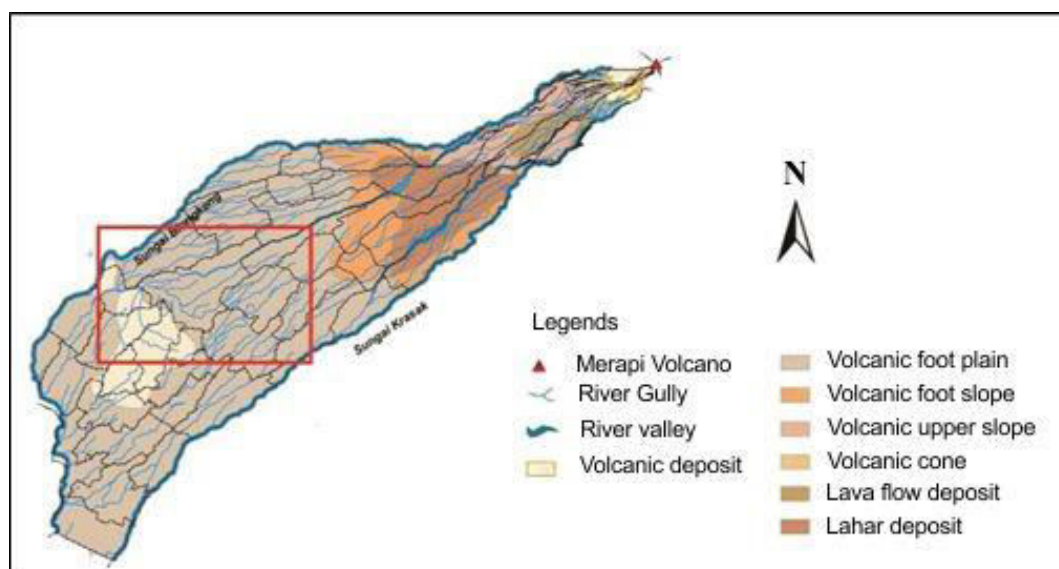 N
Sungai Krasak
Legends
Merapi Volcano
River Gully
River valley
Volcanic deposit
Volcanic foot plain
Volcanic foot slope
Volcanic upper slope
Volcanic cone
Lava flow deposit
Lahar deposit
Sungai